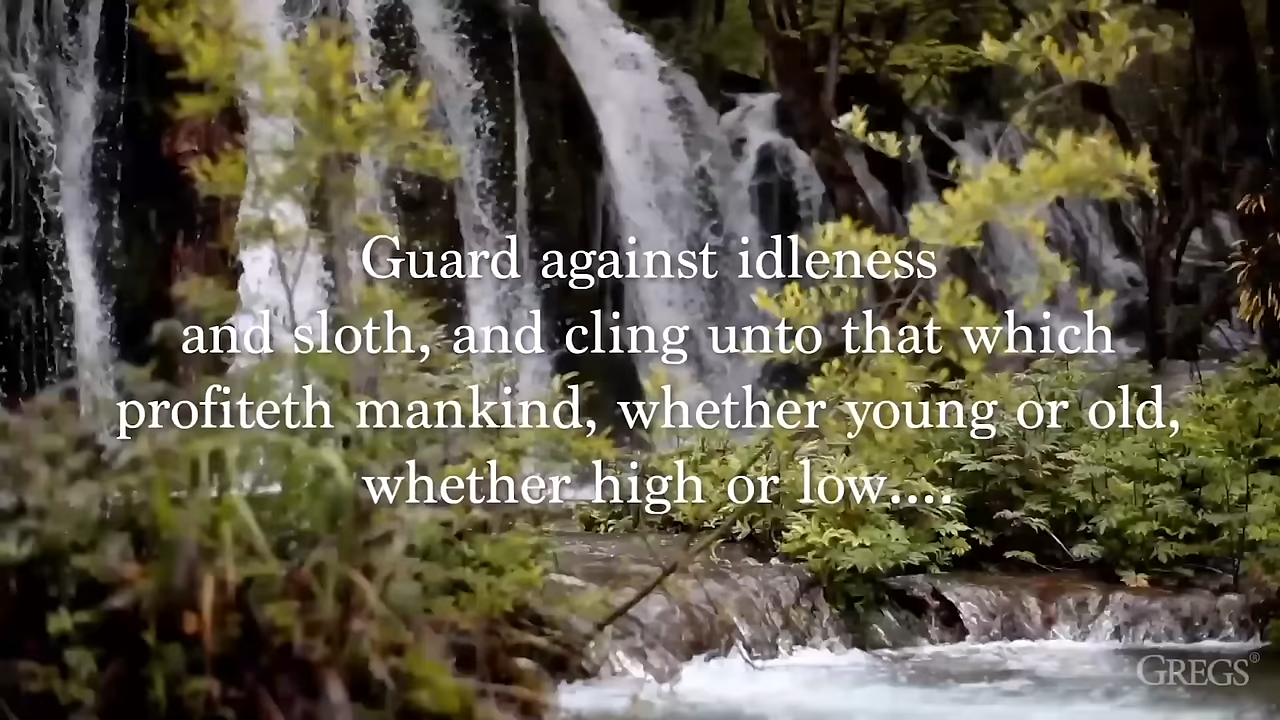 Guard against idleness
and sloth, and cling unto that which
profiteth mankind, whether young or old,
whether high or low....
GREGS®